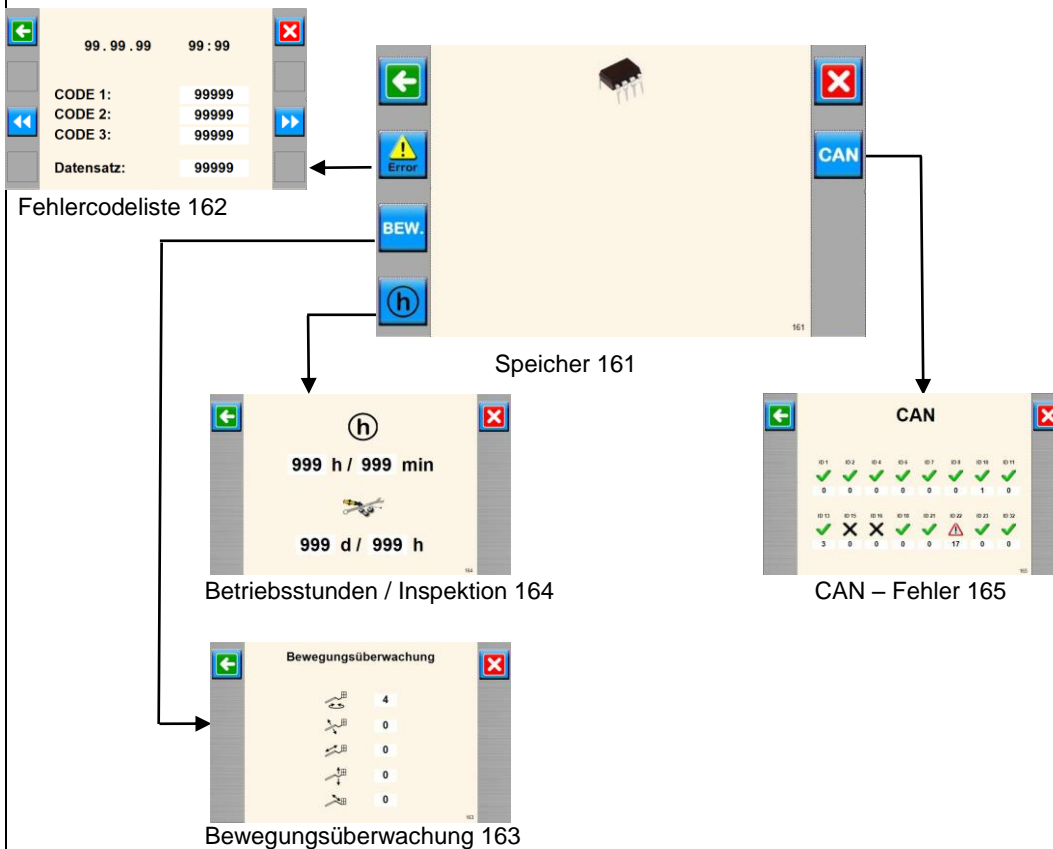 99 . 99 . 99 99 : 99
CODE 1: 99999
CODE 2: 99999
CODE 3: 99999
Datensatz: 99999
Fehlercodeliste 162
Error
BEW.
h
CAN
161
Speicher 161
h
999 h / 999 min
999 d / 999 h
164
Betriebsstunden / Inspektion 164
CAN
ID 1 ID 2 ID 4 ID 6 ID 7 ID 8 ID 10 ID 11
0 0 0 0 0 0 1 0
ID 13 ID 15 ID 16 ID 18 ID 21 ID 22 ID 23 ID 32
3 0 0 0 0 17 0 0
165
CAN – Fehler 165
Bewegungsüberwachung
4
0
0
0
0
163
Bewegungsüberwachung 163